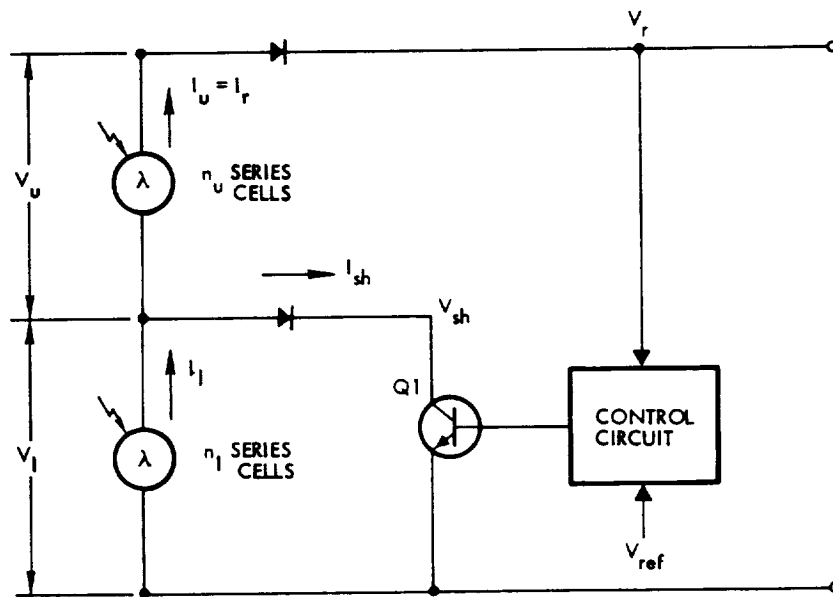 V_r
I_u = I_r
V_u
λ
n_u SERIES
CELLS
I_sh
V_sh
I_l
Q1
CONTROL
CIRCUIT
V_l
λ
n_l SERIES
CELLS
V_ref